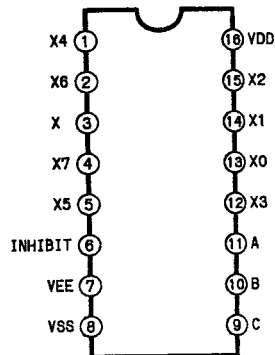 X4 1 16 VDD
X6 2 15 X2
X 3 14 X1
X7 4 13 X0
X5 5 12 X3
INHIBIT 6 11 A
VEE 7 10 B
VSS 8 9 C